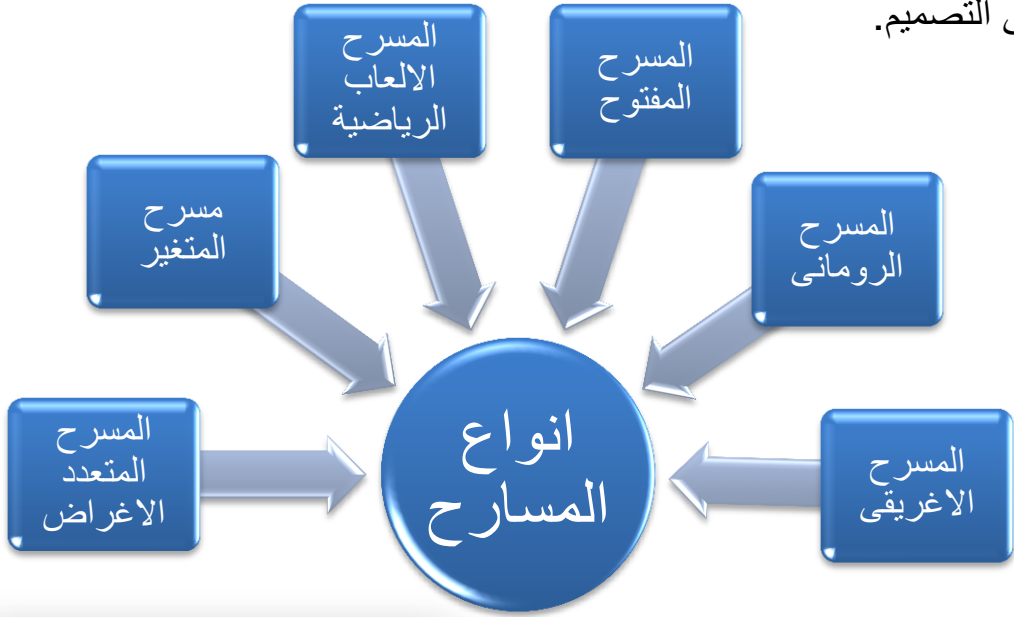 التصميم.
المسرح
المفتوح
المسرح
الالعاب
الرياضية
المسرح
الرومانى
مسرح
المتغير
المسرح
الاغريقى
المسرح
المتعدد
الاغراض
انواع
المسارح